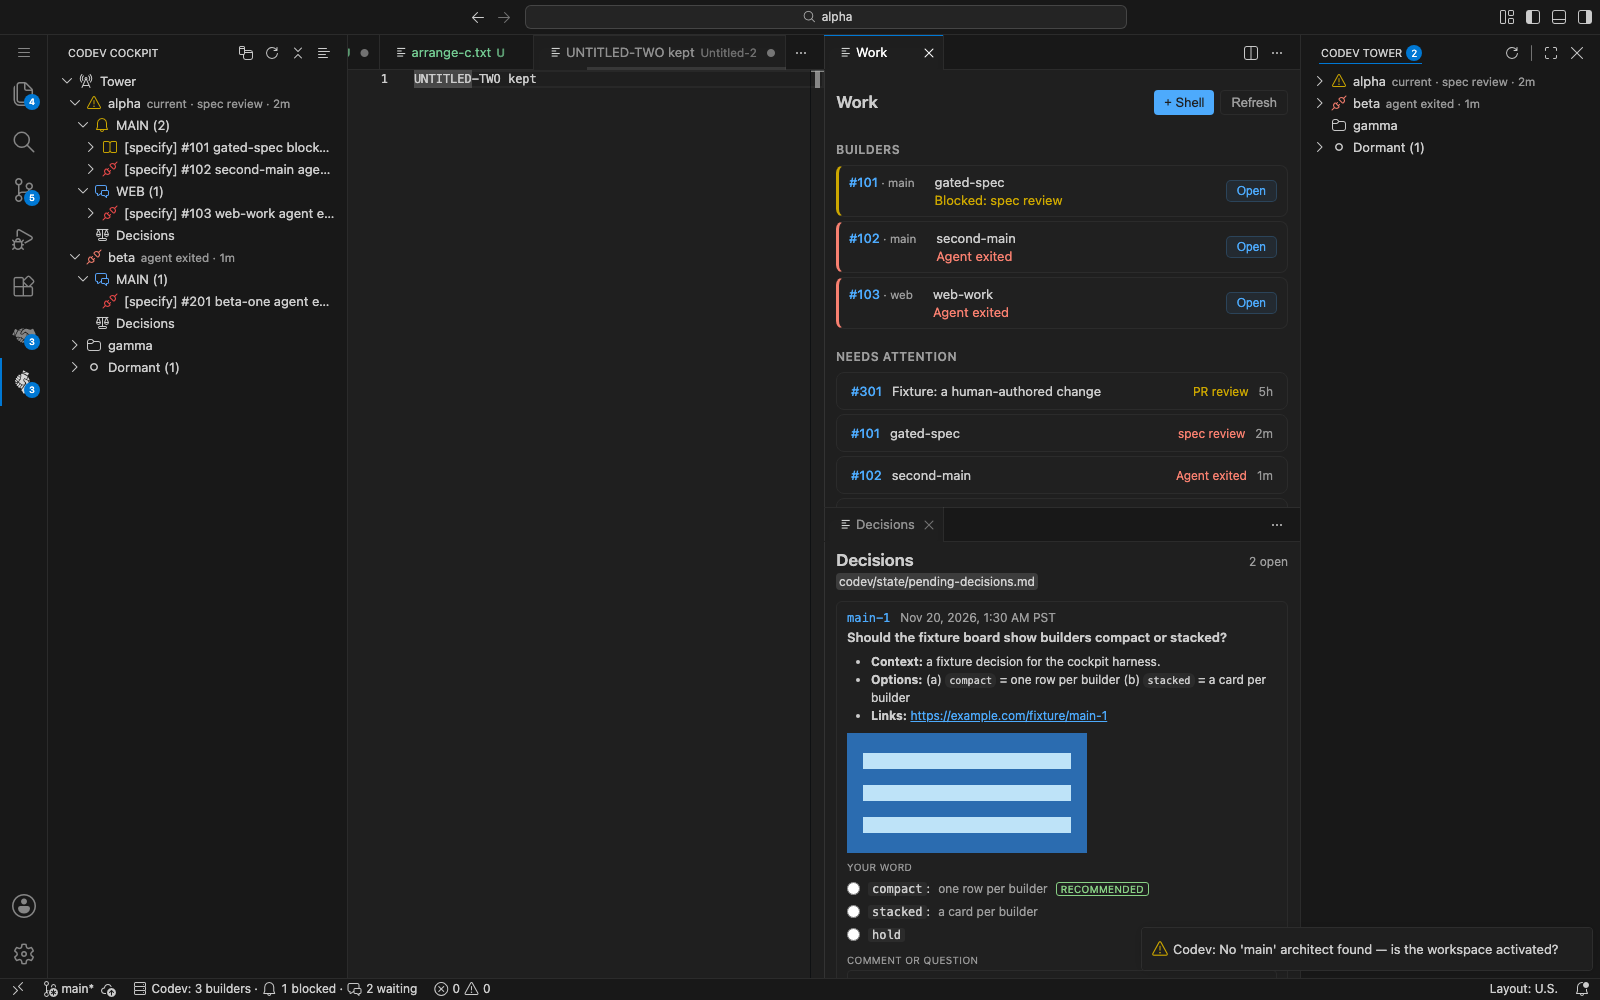 alpha
CODEV COCKPIT
Tower
alpha current · spec review · 2m
MAIN (2)
[specify] #101 gated-spec block...
[specify] #102 second-main age...
WEB (1)
[specify] #103 web-work agent e...
Decisions
beta agent exited · 1m
MAIN (1)
[specify] #201 beta-one agent e...
Decisions
gamma
Dormant (1)
4
5
3
3
arrange-c.txt U
UNTITLED-TWO kept Untitled-2
1 UNTITLED-TWO kept
Work
Work
+ Shell
Refresh
BUILDERS
#101 · main gated-spec
Blocked: spec review
Open
#102 · main second-main
Agent exited
Open
#103 · web web-work
Agent exited
Open
NEEDS ATTENTION
#301 Fixture: a human-authored change PR review 5h
#101 gated-spec spec review 2m
#102 second-main Agent exited 1m
Decisions
Decisions 2 open
codev/state/pending-decisions.md
main-1 Nov 20, 2026, 1:30 AM PST
Should the fixture board show builders compact or stacked?
• Context: a fixture decision for the cockpit harness.
• Options: (a) compact = one row per builder (b) stacked = a card per
builder
• Links: https://example.com/fixture/main-1
YOUR WORD
compact: one row per builder RECOMMENDED
stacked: a card per builder
hold
COMMENT OR QUESTION
CODEV TOWER 2
alpha current · spec review · 2m
beta agent exited · 1m
gamma
Dormant (1)
Codev: No 'main' architect found — is the workspace activated?
main* Codev: 3 builders · 1 blocked · 2 waiting 0 0 Layout: U.S.